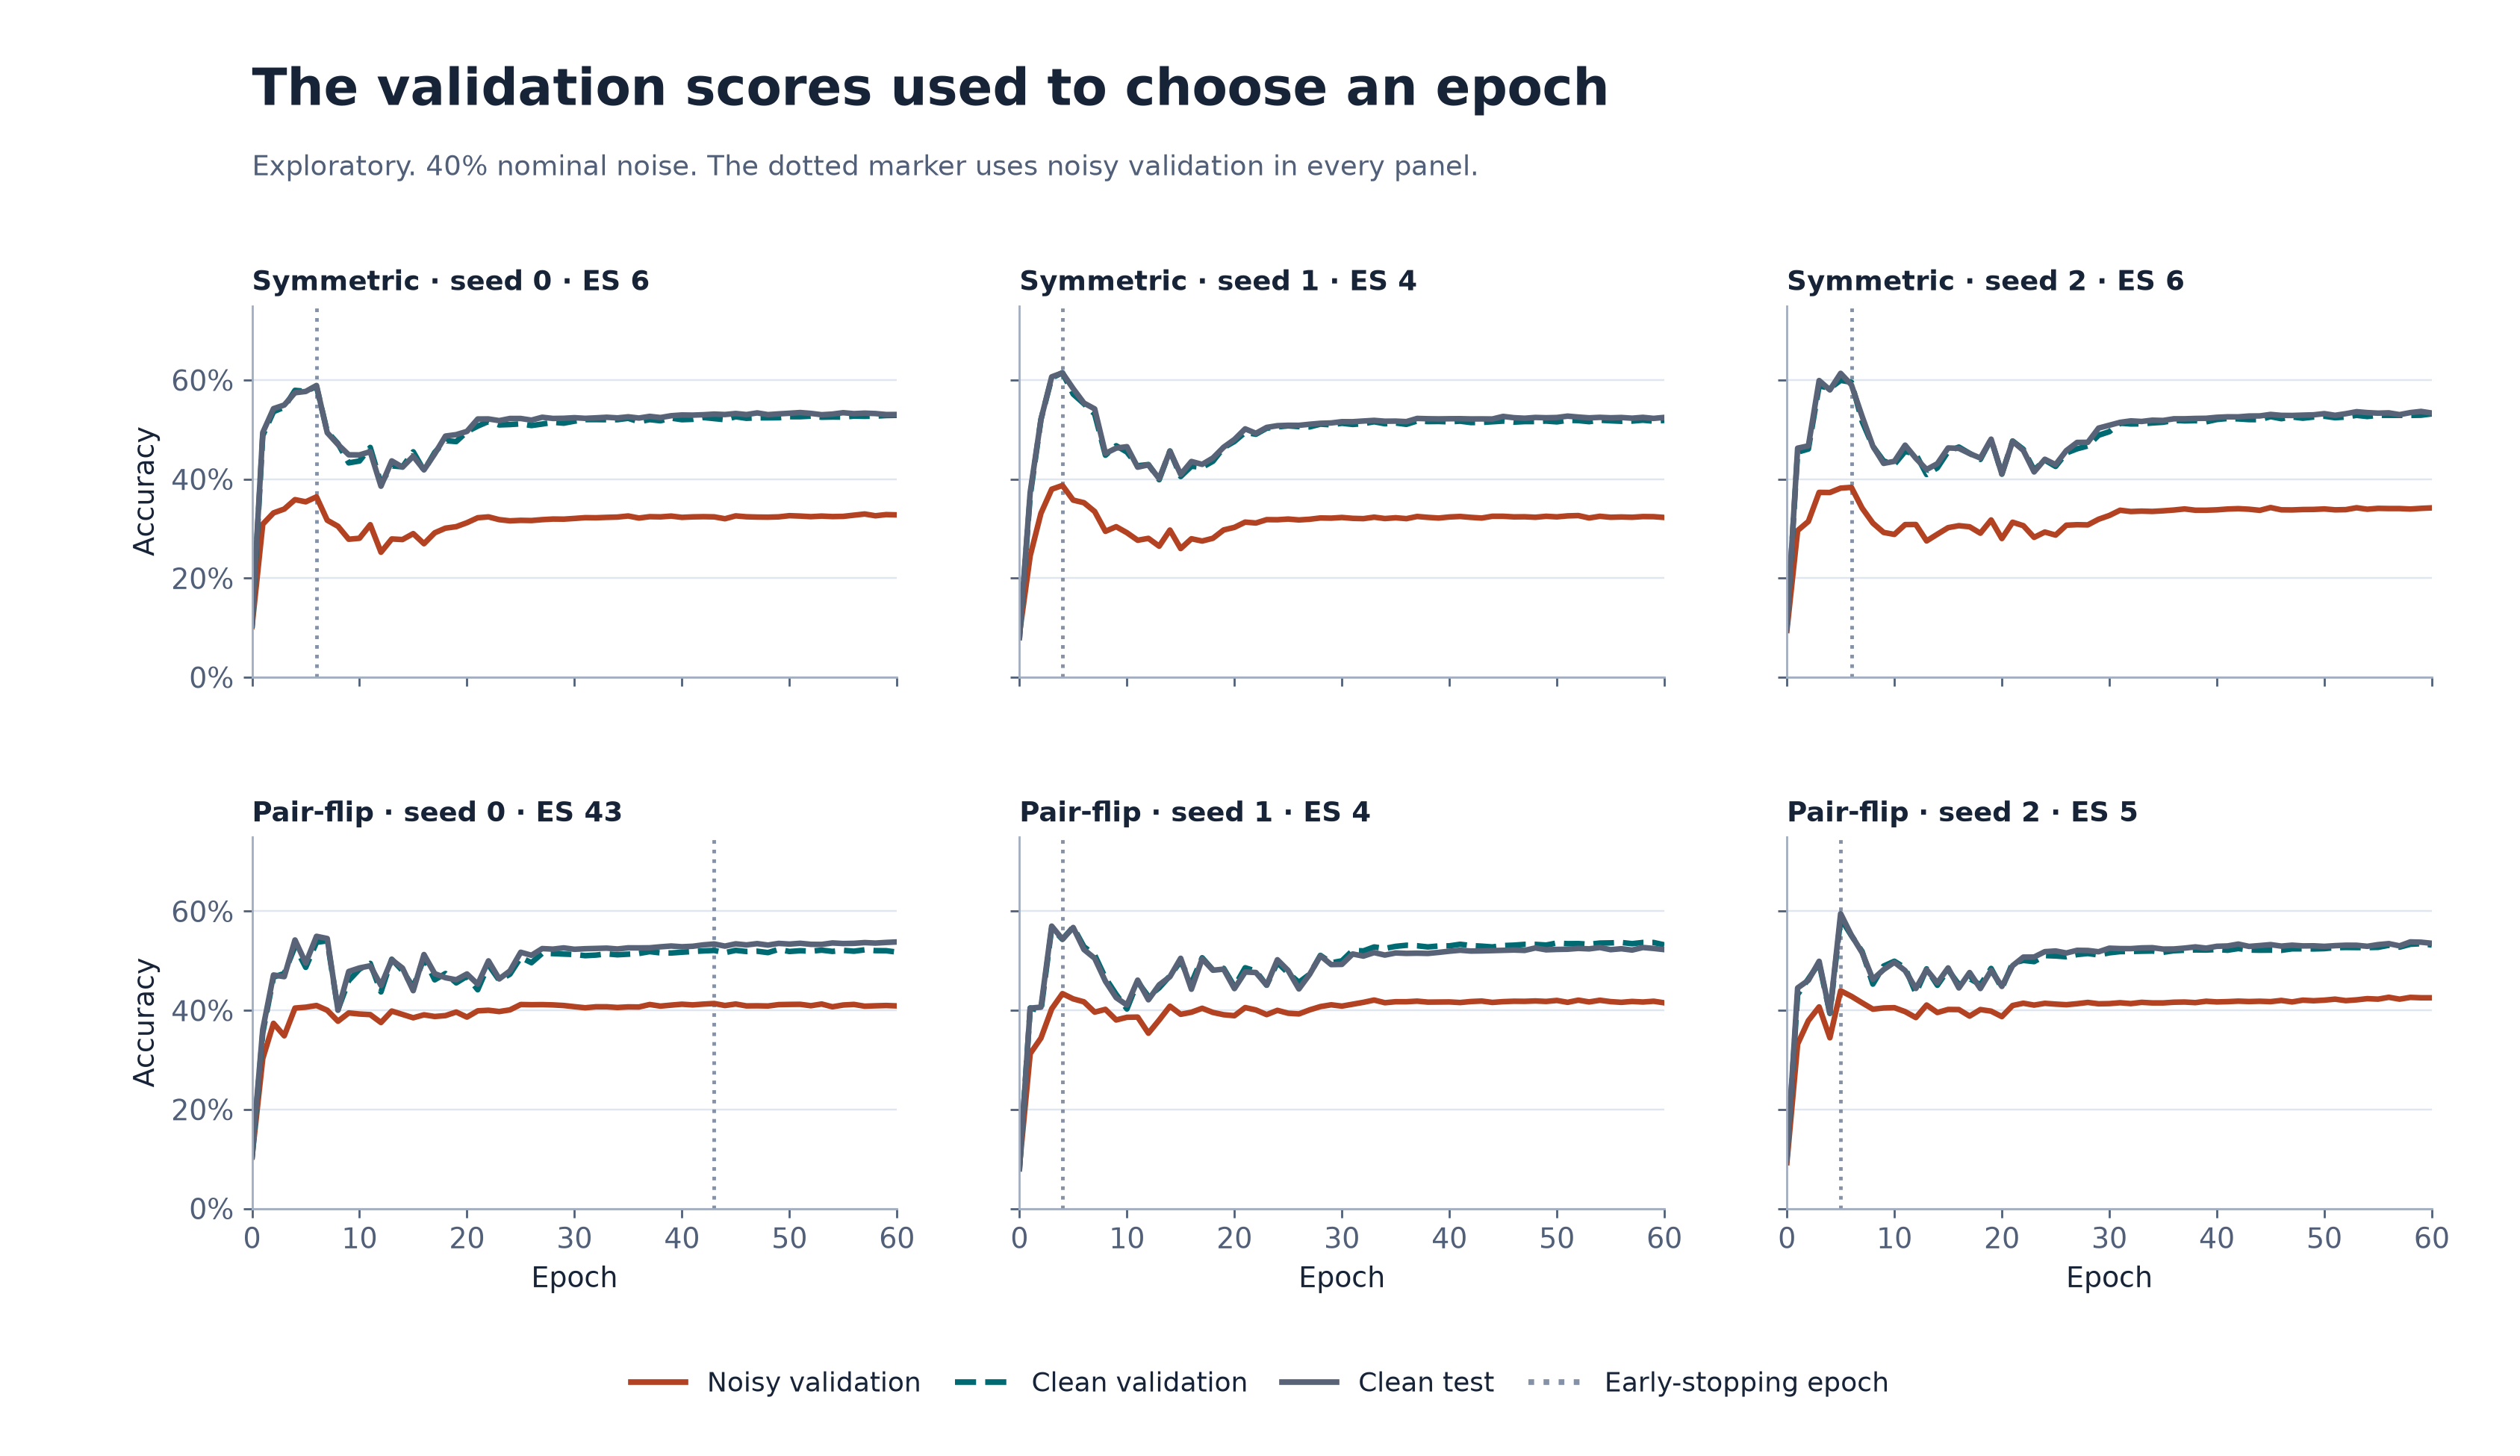 The validation scores used to choose an epoch
Exploratory. 40% nominal noise. The dotted marker uses noisy validation in every panel.
Symmetric · seed 0 · ES 6
Symmetric · seed 1 · ES 4
Symmetric · seed 2 · ES 6
Accuracy
60%
40%
20%
0%
Pair-flip · seed 0 · ES 43
Pair-flip · seed 1 · ES 4
Pair-flip · seed 2 · ES 5
Accuracy
60%
40%
20%
0%
0 10 20 30 40 50 60
0 10 20 30 40 50 60
0 10 20 30 40 50 60
Epoch
Epoch
Epoch
Noisy validation
Clean validation
Clean test
Early-stopping epoch